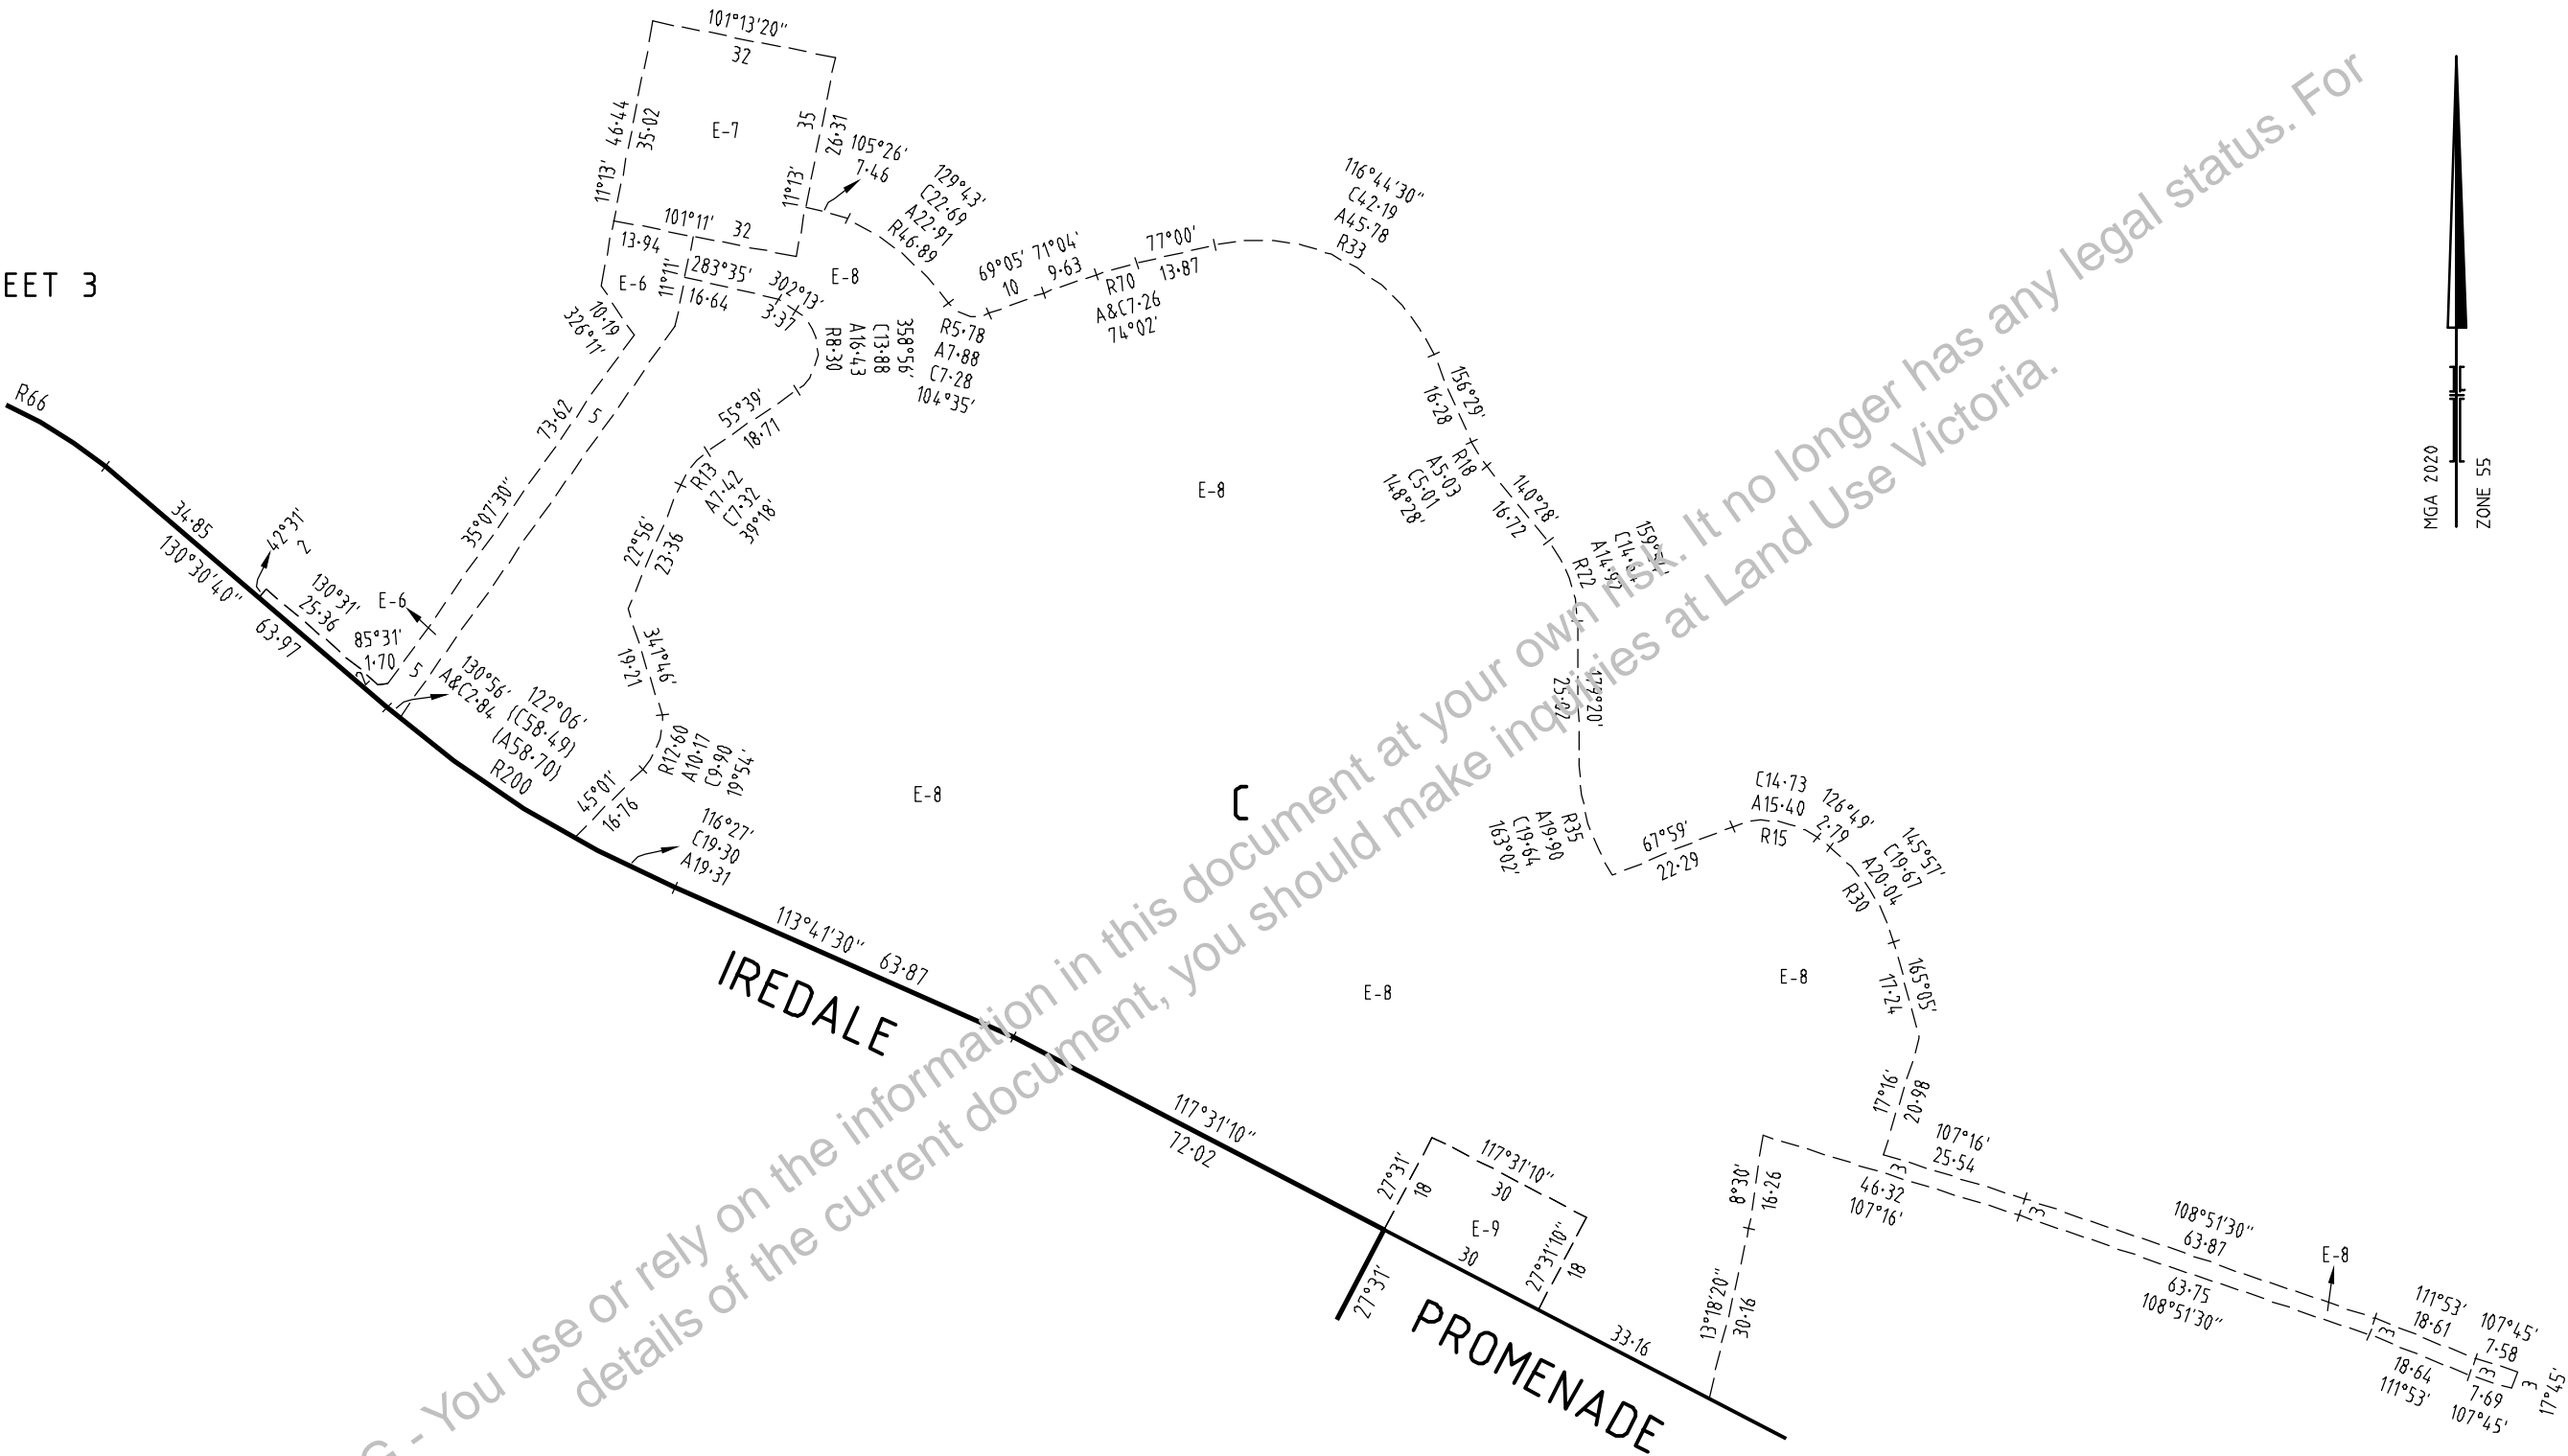 101°13'20"
32
46·44
35·02
11°13'
E-7
35
26·31
11°13'
105°26'
7·46
101°11'
32
13·94
E-6
11°11'
283°35'
16·64
302°13'
3·37
E-8
129°43'
C22·69
A22·91
R46·89
358°56'
C13·88
A16·43
R8·30
R5·78
A7·88
C7·28
104°35'
69°05'
10
71°04'
9·63
R70
A&C7·26
74°02'
77°00'
13·87
116°44'30"
C42·19
A45·78
R33
EET 3
R66
10·19
326°11'
73·62
5
35°07'30"
55°39'
18·71
R13
A7·42
C7·32
39°18'
22°56'
23·36
341°46'
19·21
R12·60
A10·17
C9·90
19°54'
45°01'
16·76
34·85
130°30'40"
63·97
42°31'
2
130°31'
25·36
E-6
85°31'
1·70
2
5
130°56'
A&C2·84
122°06'
(C58·49)
(A58·70)
R200
116°27'
C19·30
A19·31
E-8
E-8
C
156°29'
16·28
R18
A5·03
C5·01
148°28'
140°28'
16·72
C14·64
A14·92
R22
179°20'
25·02
R35
A19·90
C19·64
163°02'
67°59'
22·29
C14·73
A15·40
R15
126°49'
2·79
145°57'
C19·67
A20·04
R30
E-8
E-8
165°05'
17·24
17°16'
20·98
113°41'30"
63·87
IREDALE
117°31'10"
72·02
27°31'
18
117°31'10"
30
E-9
30
27°31'10"
18
27°31'
PROMENADE
33·16
8°30'
16·26
13°18'20"
30·16
107°16'
25·54
3
46·32
107°16'
3
108°51'30"
63·87
63·75
108°51'30"
E-8
111°53'
18·61
3
18·64
111°53'
107°45'
7·58
3
7·69
107°45'
3
17°45'
MGA 2020
ZONE 55
G - You use or rely on the information in this document at your own risk. It no longer has any legal status. For
details of the current document, you should make inquiries at Land Use Victoria.